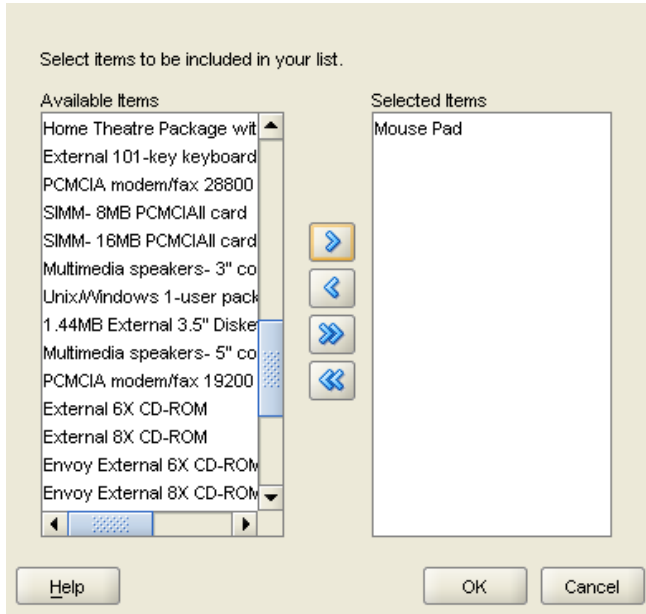 Select items to be included in your list.
Available Items
Home Theatre Package wit
External 101-key keyboard
PCMCIA modem/fax 28800
SIMM- 8MB PCMCIAII card
SIMM- 16MB PCMCIAII card
Multimedia speakers- 3" co
Unix/Windows 1-user pack
1.44MB External 3.5" Diske
Multimedia speakers- 5" co
PCMCIA modem/fax 19200
External 6X CD-ROM
External 8X CD-ROM
Envoy External 6X CD-ROM
Envoy External 8X CD-ROM
Selected Items
Mouse Pad
Help
OK
Cancel